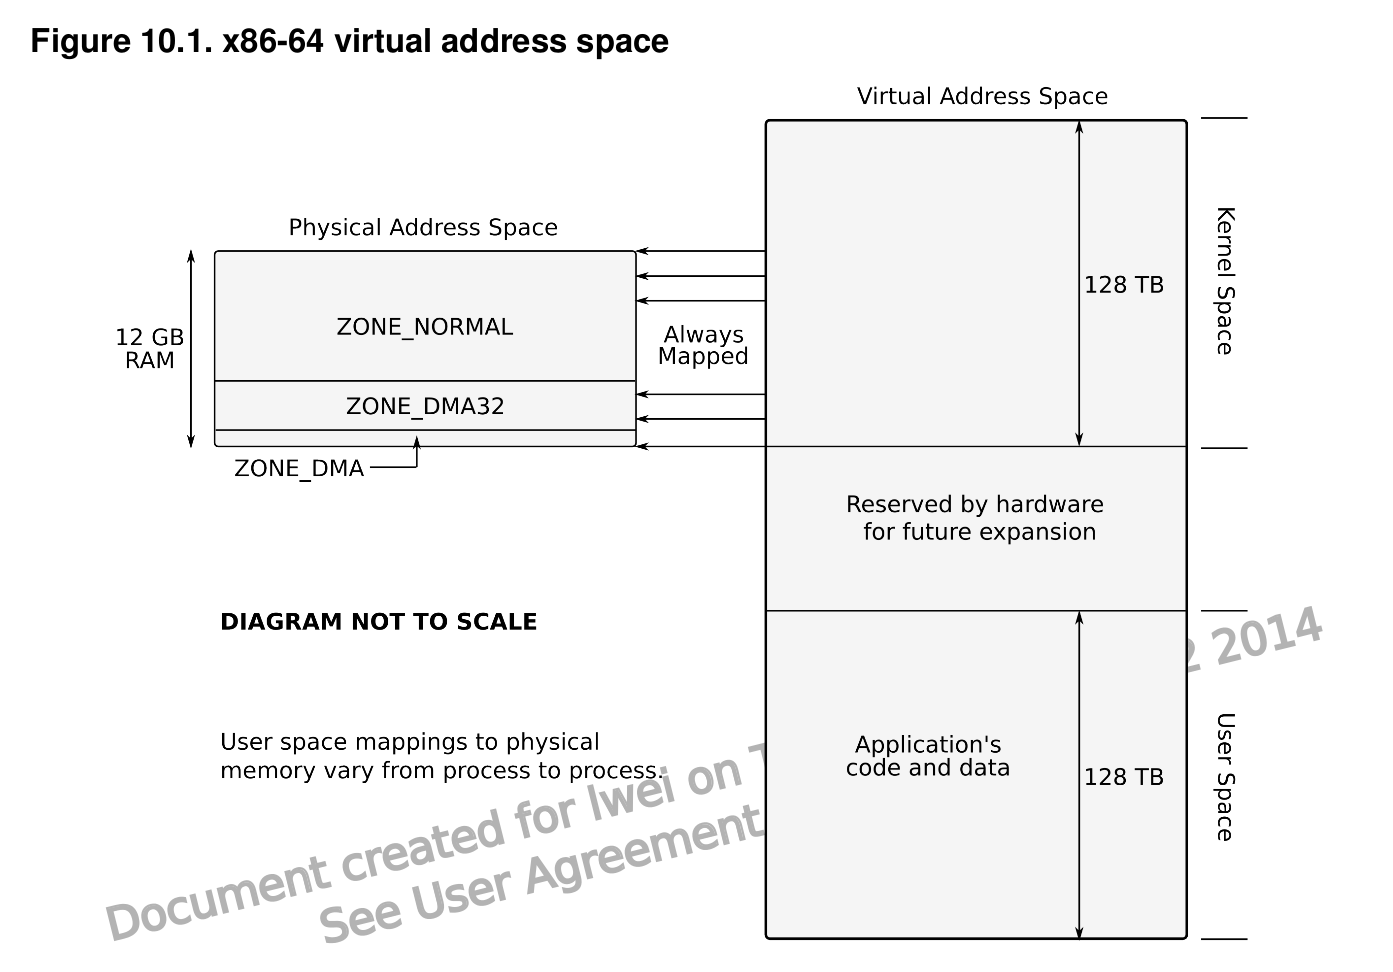 Figure 10.1. x86-64 virtual address space
Virtual Address Space
Physical Address Space
12 GB
RAM
ZONE_NORMAL
ZONE_DMA32
ZONE_DMA
Always
Mapped
128 TB
Kernel Space
Reserved by hardware
for future expansion
DIAGRAM NOT TO SCALE
User space mappings to physical
memory vary from process to process.
Application's
code and data
128 TB
User Space
Document created for lwei on
2014
See User Agreement